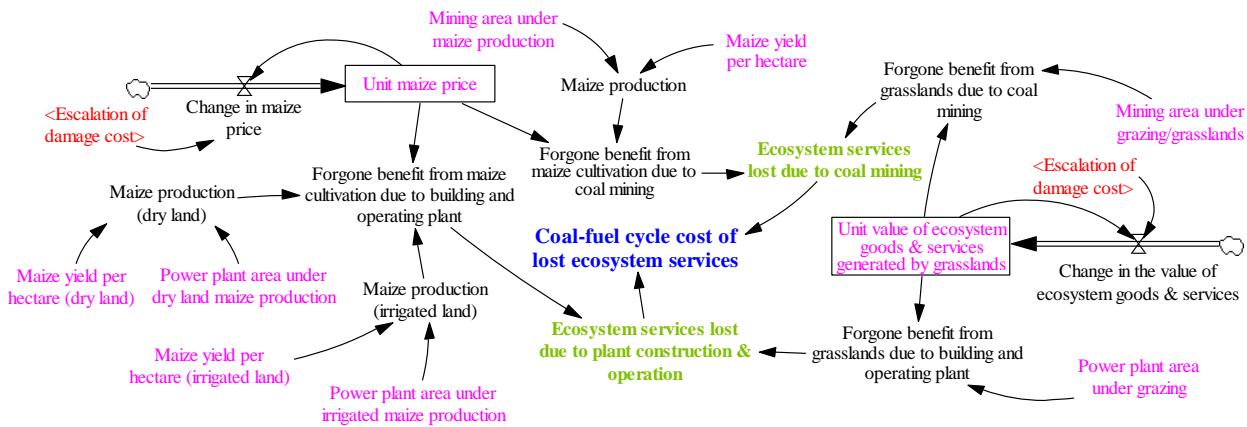 Mining area under
maize production
Maize yield
per hectare
Unit maize price
Change in maize
price
<Escalation of
damage cost>
Maize production
Forgone benefit from
grasslands due to coal
mining
Mining area under
grazing/grasslands
Forgone benefit from
maize cultivation due to
coal mining
Ecosystem services
lost due to coal mining
<Escalation of
damage cost>
Maize production
(dry land)
Forgone benefit from maize
cultivation due to building and
operating plant
Coal-fuel cycle cost of
lost ecosystem services
Unit value of ecosystem
goods & services
generated by grasslands
Change in the value of
ecosystem goods & services
Maize yield per
hectare (dry land)
Power plant area under
dry land maize production
Maize production
(irrigated land)
Ecosystem services lost
due to plant construction &
operation
Forgone benefit from
grasslands due to building and
operating plant
Maize yield per
hectare (irrigated land)
Power plant area under
irrigated maize production
Power plant area
under grazing